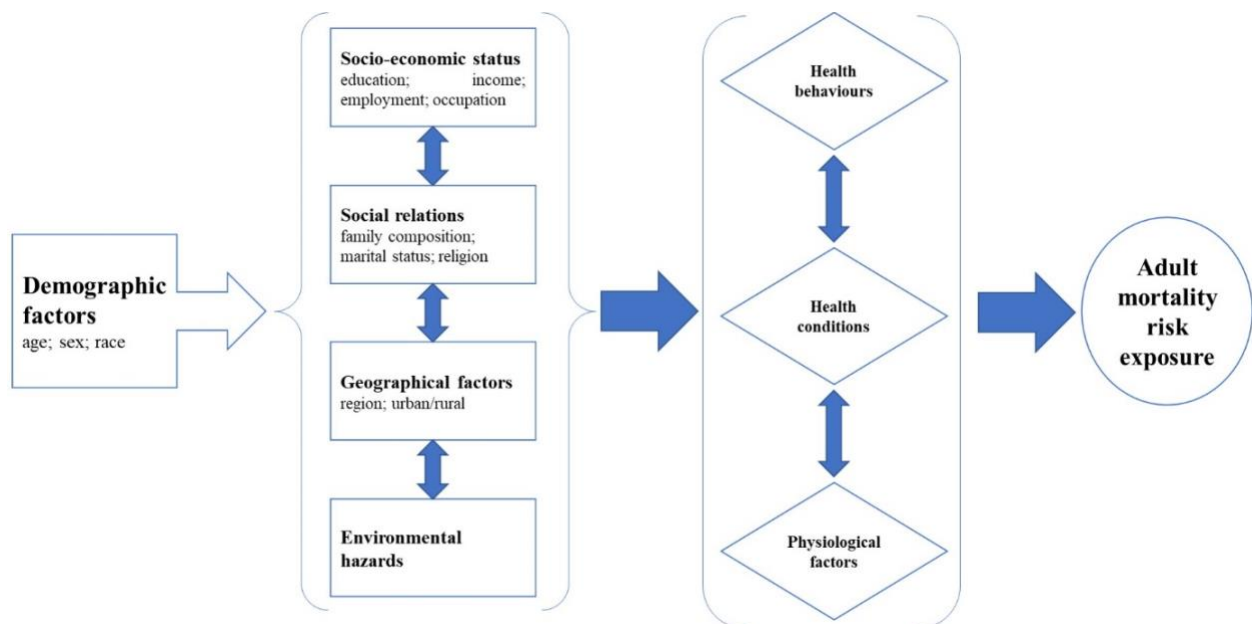 Demographic
factors
age; sex; race
Socio-economic status
education; income;
employment; occupation
Social relations
family composition;
marital status; religion
Geographical factors
region; urban/rural
Environmental
hazards
Health
behaviours
Health
conditions
Physiological
factors
Adult
mortality
risk
exposure